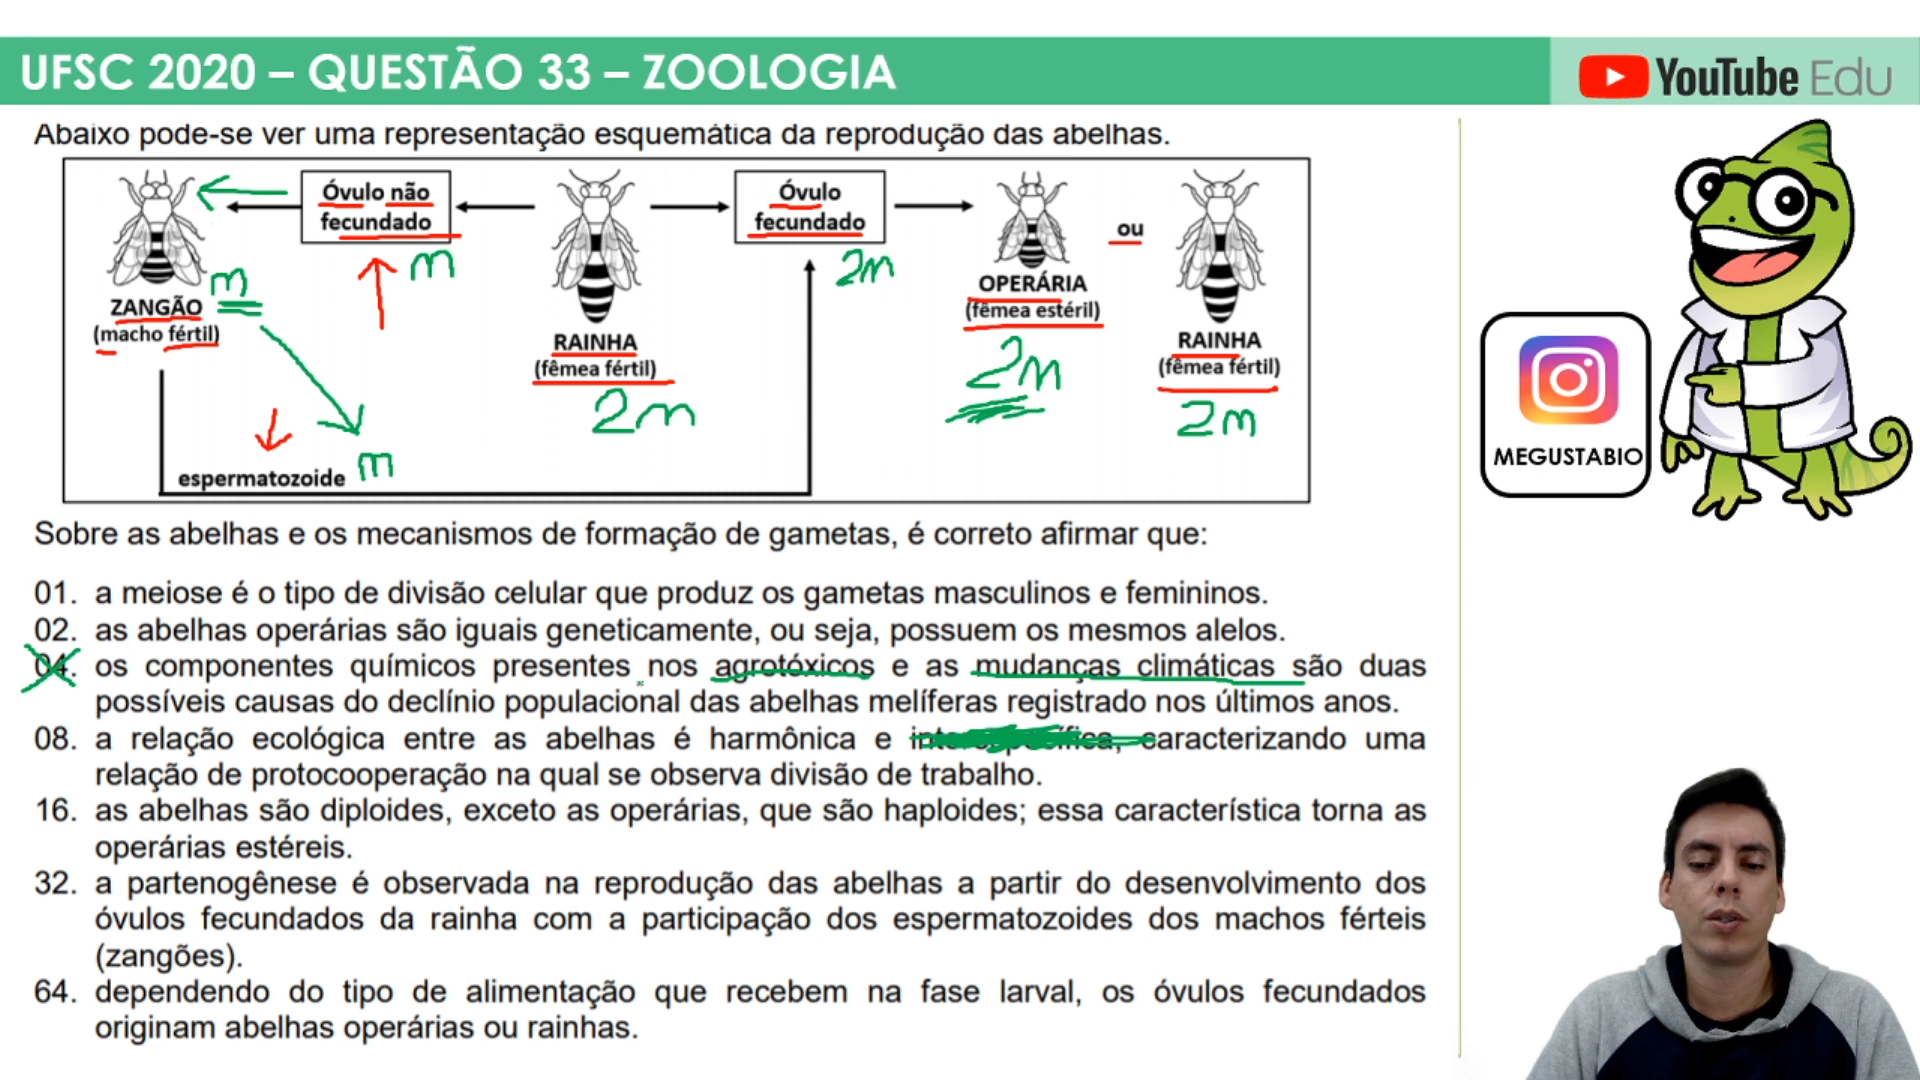 UFSC 2020 – QUESTÃO 33 – ZOOLOGIA
YouTube Edu
Abaixo pode-se ver uma representação esquemática da reprodução das abelhas.
Óvulo não
fecundado
Óvulo
fecundado
ou
n
n
2n
ZANGÃO
(macho fértil)
RAINHA
(fêmea fértil)
2n
OPERÁRIA
(fêmea estéril)
2n
RAINHA
(fêmea fértil)
2n
espermatozoide
n
MEGUSTABIO
Sobre as abelhas e os mecanismos de formação de gametas, é correto afirmar que:
01. a meiose é o tipo de divisão celular que produz os gametas masculinos e femininos.
02. as abelhas operárias são iguais geneticamente, ou seja, possuem os mesmos alelos.
04. os componentes químicos presentes nos agrotóxicos e as mudanças climáticas são duas
possíveis causas do declínio populacional das abelhas melíferas registrado nos últimos anos.
08. a relação ecológica entre as abelhas é harmônica e caracterizando uma
relação de protocooperação na qual se observa divisão de trabalho.
16. as abelhas são diploides, exceto as operárias, que são haploides; essa característica torna as
operárias estéreis.
32. a partenogênese é observada na reprodução das abelhas a partir do desenvolvimento dos
óvulos fecundados da rainha com a participação dos espermatozoides dos machos férteis
(zangões).
64. dependendo do tipo de alimentação que recebem na fase larval, os óvulos fecundados
originam abelhas operárias ou rainhas.